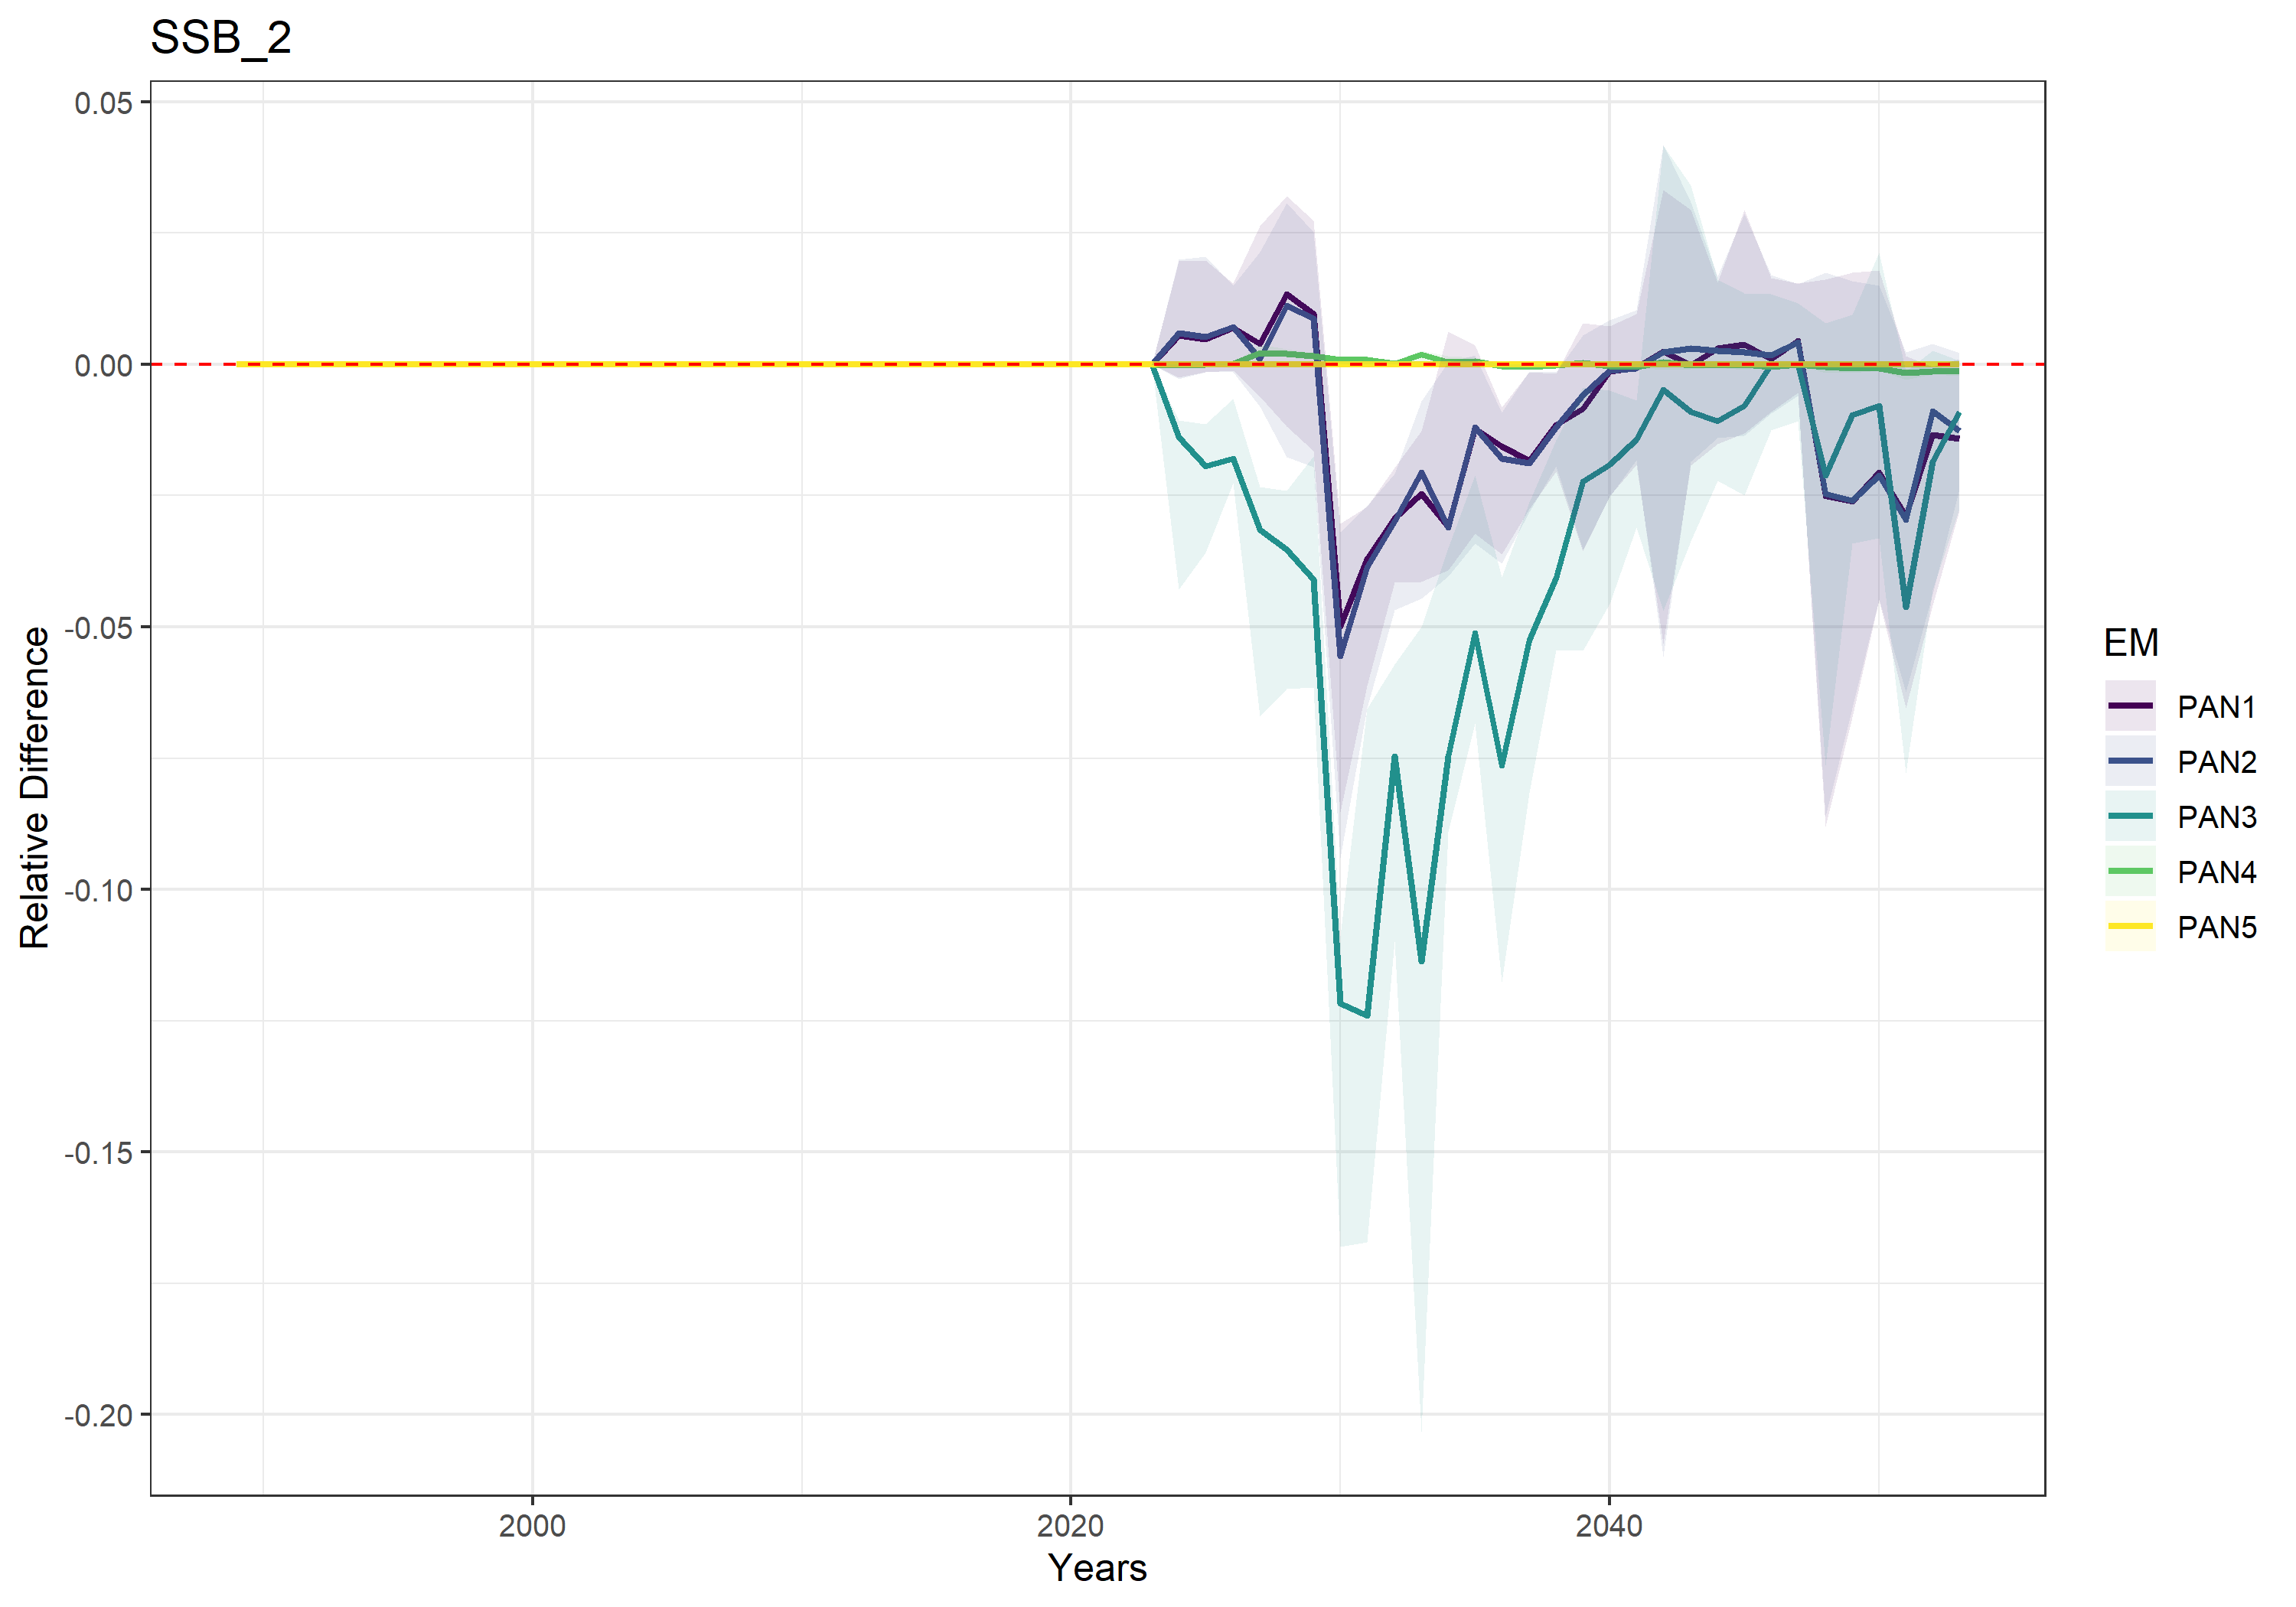 SSB_2
0.05
0.00
-0.05
-0.10
-0.15
-0.20
Relative Difference
2000
2020
2040
Years
EM
PAN1
PAN2
PAN3
PAN4
PAN5